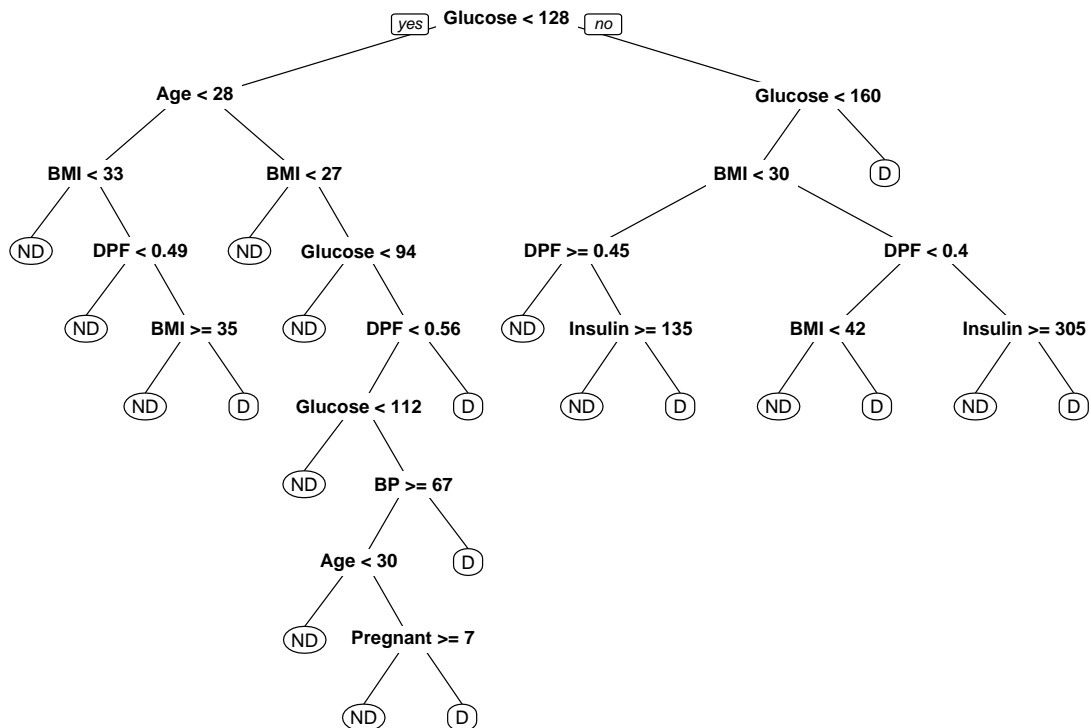 yes Glucose < 128 no
Age < 28 Glucose < 160
BMI < 33 BMI < 27 BMI < 30 D
ND DPF < 0.49 ND Glucose < 94 DPF >= 0.45 DPF < 0.4
ND BMI >= 35 ND DPF < 0.56 ND Insulin >= 135 BMI < 42 Insulin >= 305
ND D Glucose < 112 D ND D ND D ND D
ND BP >= 67
Age < 30 D
ND Pregnant >= 7
ND D